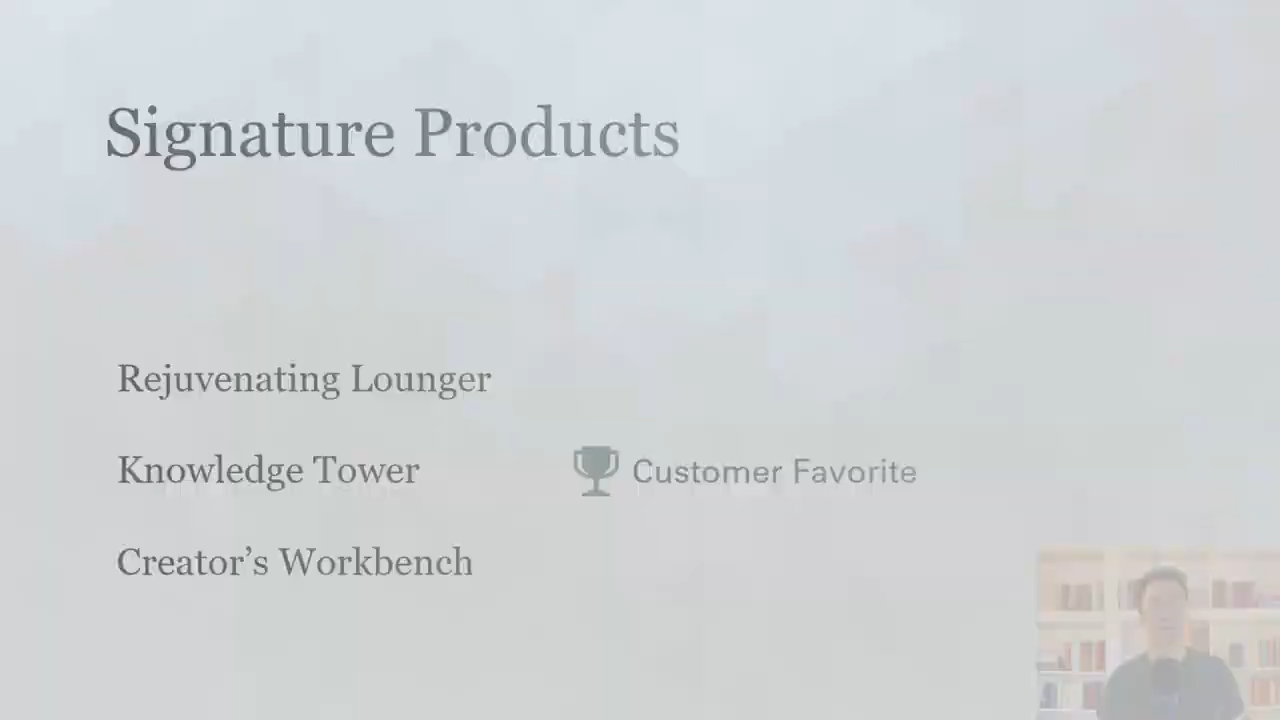 Signature Products
Rejuvenating Lounger
Knowledge Tower
Customer Favorite
Creator’s Workbench